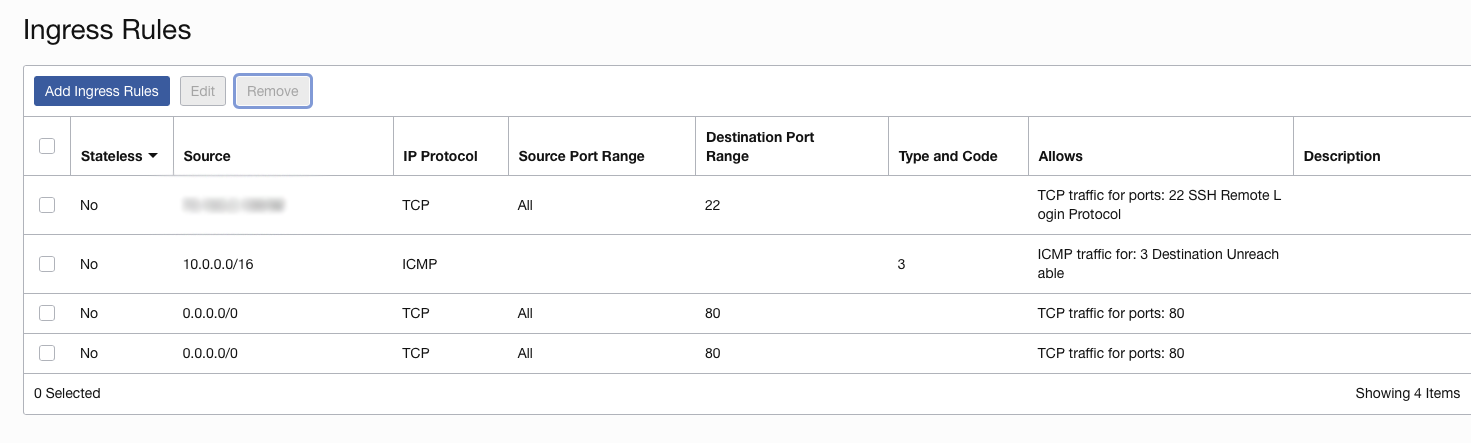 Ingress Rules
Add Ingress Rules Edit Remove
Stateless Source IP Protocol Source Port Range Destination Port Range Type and Code Allows Description
No TCP All 22 TCP traffic for ports: 22 SSH Remote L
ogin Protocol
No 10.0.0.0/16 ICMP 3 ICMP traffic for: 3 Destination Unreach
able
No 0.0.0.0/0 TCP All 80 TCP traffic for ports: 80
No 0.0.0.0/0 TCP All 80 TCP traffic for ports: 80
0 Selected Showing 4 Items